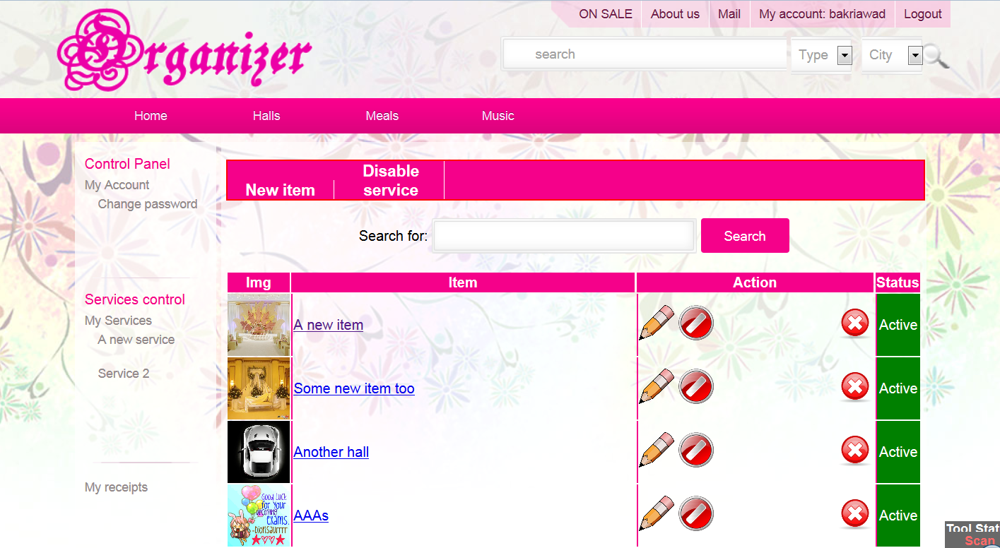 Organizer
ON SALE About us Mail My account: bakriawad Logout
search Type City
Home Halls Meals Music
Control Panel
My Account
Change password
Services control
My Services
A new service
Service 2
My receipts
New item Disable
service
Search for: Search
Img Item Action Status
A new item Active
Some new item too Active
Another hall Active
Good Luck
for Your
upcoming
exams.
-Dionsaurrrr
AAAs Active
Tool Stat
Scan